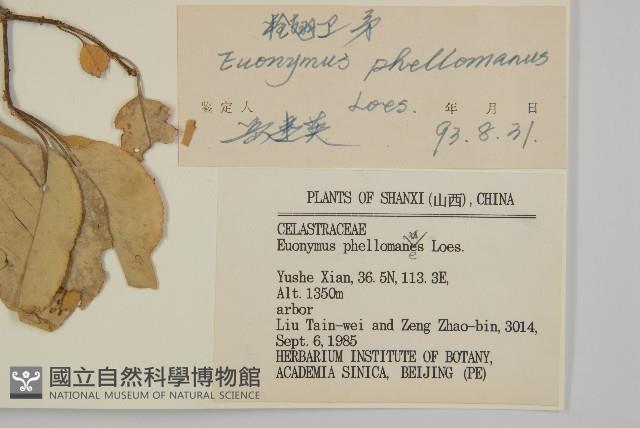 栓翅卫矛
Euonymus phellomanus
Loes.
鉴定人 年 月 日
93.8.31.
PLANTS OF SHANXI(山西), CHINA
CELASTRACEAE
Euonymus phellomanes Loes.
Yushe Xian, 36.5N, 113.3E,
Alt. 1350m
arbor
Liu Tain-wei and Zeng Zhao-bin, 3014,
Sept. 6, 1985
HERBARIUM INSTITUTE OF BOTANY,
ACADEMIA SINICA, BEIJING (PE)
國立自然科學博物館
NATIONAL MUSEUM OF NATURAL SCIENCE